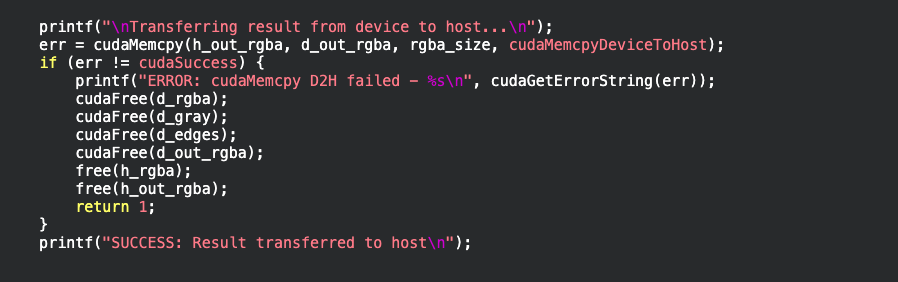 printf("\nTransferring result from device to host...\n");
err = cudaMemcpy(h_out_rgba, d_out_rgba, rgba_size, cudaMemcpyDeviceToHost);
if (err != cudaSuccess) {
    printf("ERROR: cudaMemcpy D2H failed - %s\n", cudaGetErrorString(err));
    cudaFree(d_rgba);
    cudaFree(d_gray);
    cudaFree(d_edges);
    cudaFree(d_out_rgba);
    free(h_rgba);
    free(h_out_rgba);
    return 1;
}
printf("SUCCESS: Result transferred to host\n");